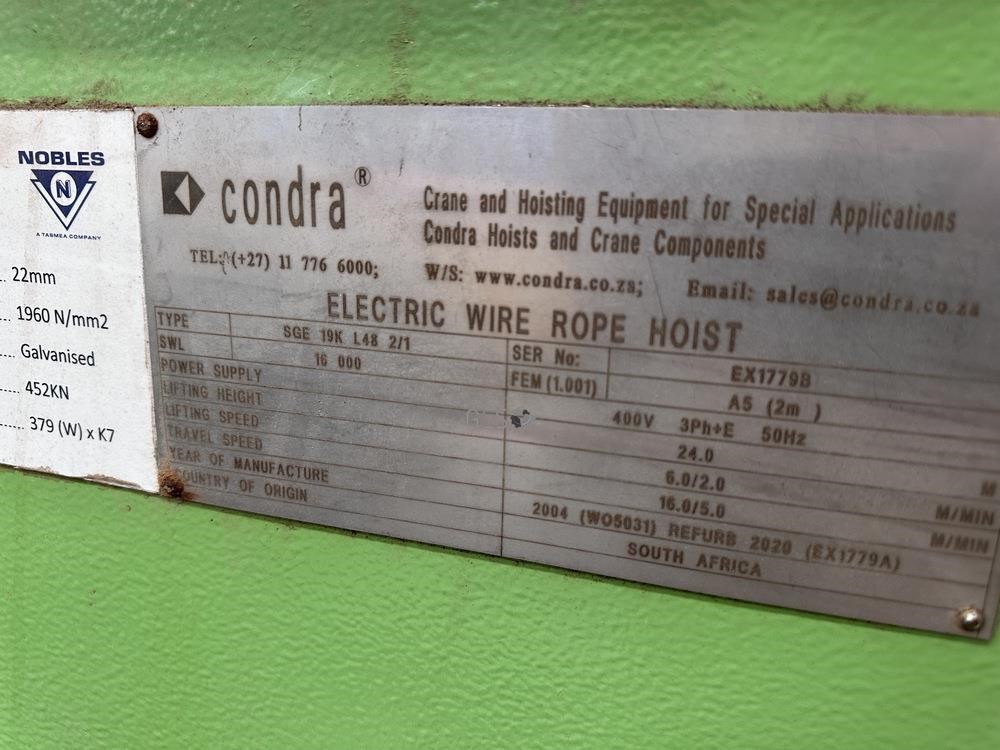 NOBLES
N
A TASMEA COMPANY
.. 22mm
... 1960 N/mm2
.... Galvanised
..... 452KN
...... 379 (W) x K7
condra®
Crane and Hoisting Equipment for Special Applications
Condra Hoists and Crane Components
TEL: (+27) 11 776 6000; W/S: www.condra.co.za; Email: sales@condra.co.za
ELECTRIC WIRE ROPE HOIST
TYPE SGE 19K L48 2/1 SER No: EX1779B
SWL 16 000 FEM (1.001) A5 (2m )
POWER SUPPLY 400V 3Ph+E 50Hz
LIFTING HEIGHT 24.0 M
LIFTING SPEED 6.0/2.0 M/MIN
TRAVEL SPEED 16.0/5.0 M/MIN
YEAR OF MANUFACTURE 2004 (WO5031) REFURB 2020 (EX1779A)
COUNTRY OF ORIGIN SOUTH AFRICA